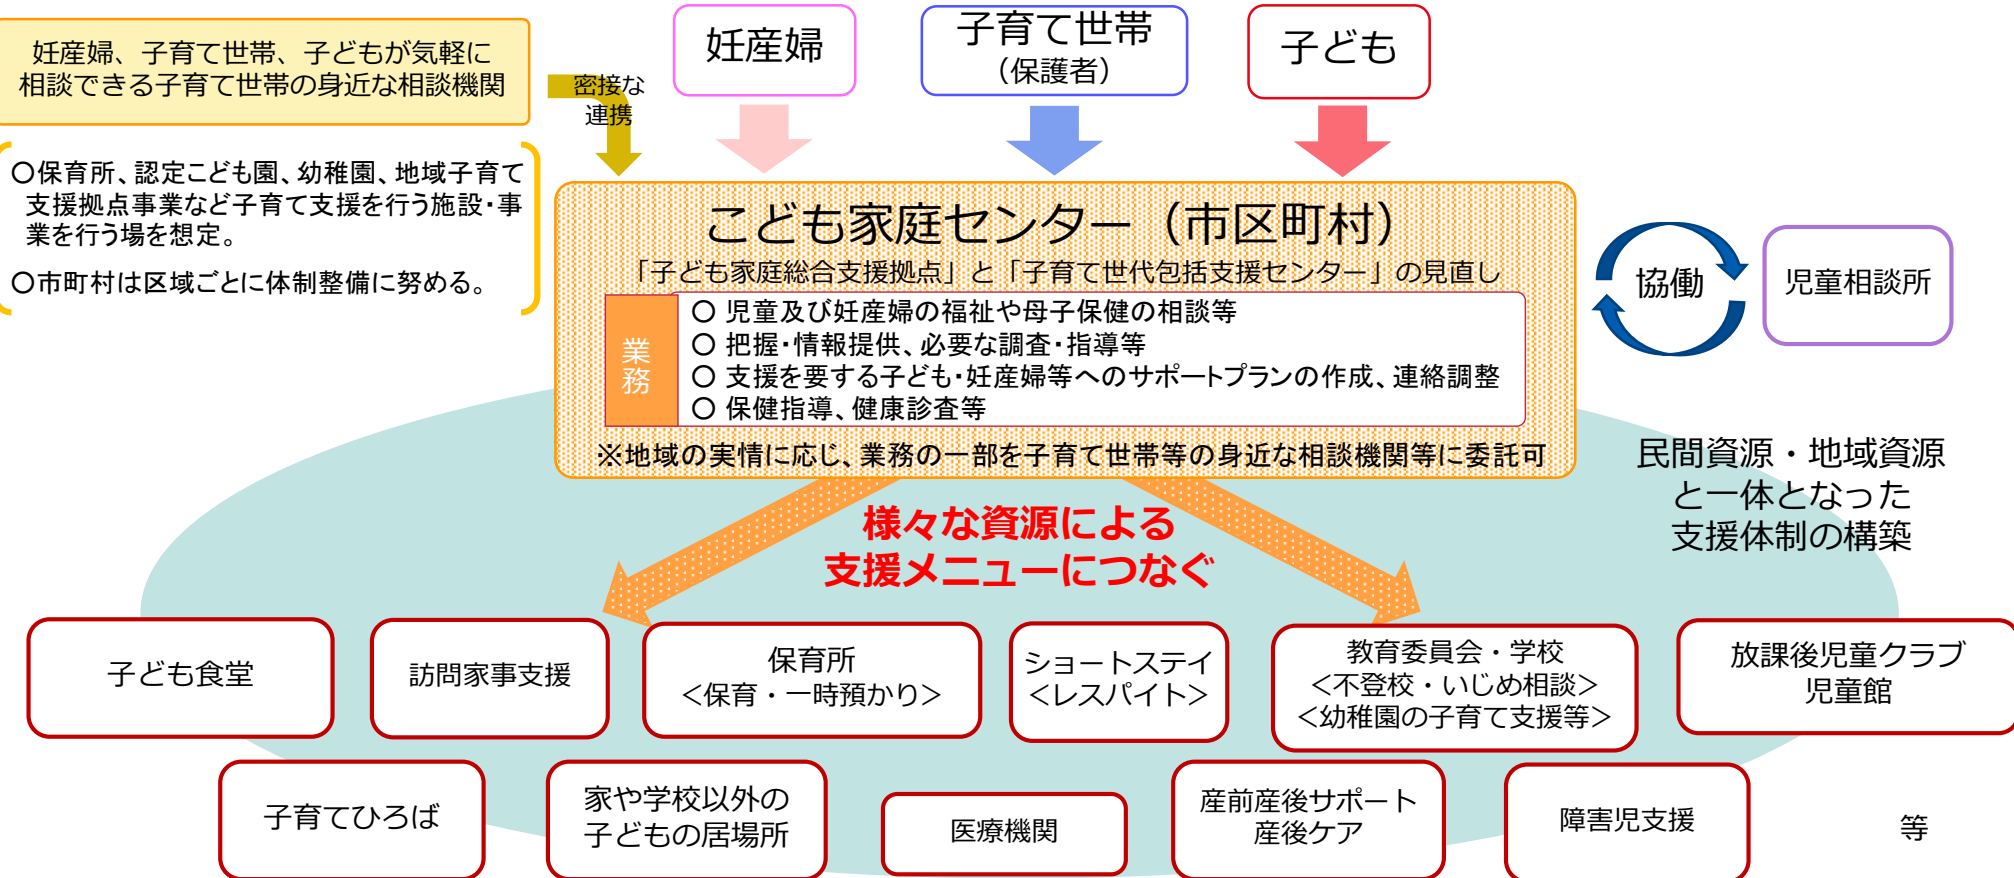 妊産婦、子育て世帯、子どもが気軽に
相談できる子育て世帯の身近な相談機関
密接な
連携
妊産婦
子育て世帯
（保護者）
子ども
〇保育所、認定こども園、幼稚園、地域子育て
支援拠点事業など子育て支援を行う施設・事
業を行う場を想定。
〇市町村は区域ごとに体制整備に努める。
こども家庭センター（市区町村）
「子ども家庭総合支援拠点」と「子育て世代包括支援センター」の見直し
業務
〇 児童及び妊産婦の福祉や母子保健の相談等
〇 把握・情報提供、必要な調査・指導等
〇 支援を要する子ども・妊産婦等へのサポートプランの作成、連絡調整
〇 保健指導、健康診査等
※地域の実情に応じ、業務の一部を子育て世帯等の身近な相談機関等に委託可
協働
児童相談所
民間資源・地域資源
と一体となった
支援体制の構築
様々な資源による
支援メニューにつなぐ
子ども食堂
訪問家事支援
保育所
＜保育・一時預かり＞
ショートステイ
＜レスパイト＞
教育委員会・学校
＜不登校・いじめ相談＞
＜幼稚園の子育て支援等＞
放課後児童クラブ
児童館
子育てひろば
家や学校以外の
子どもの居場所
医療機関
産前産後サポート
産後ケア
障害児支援
等